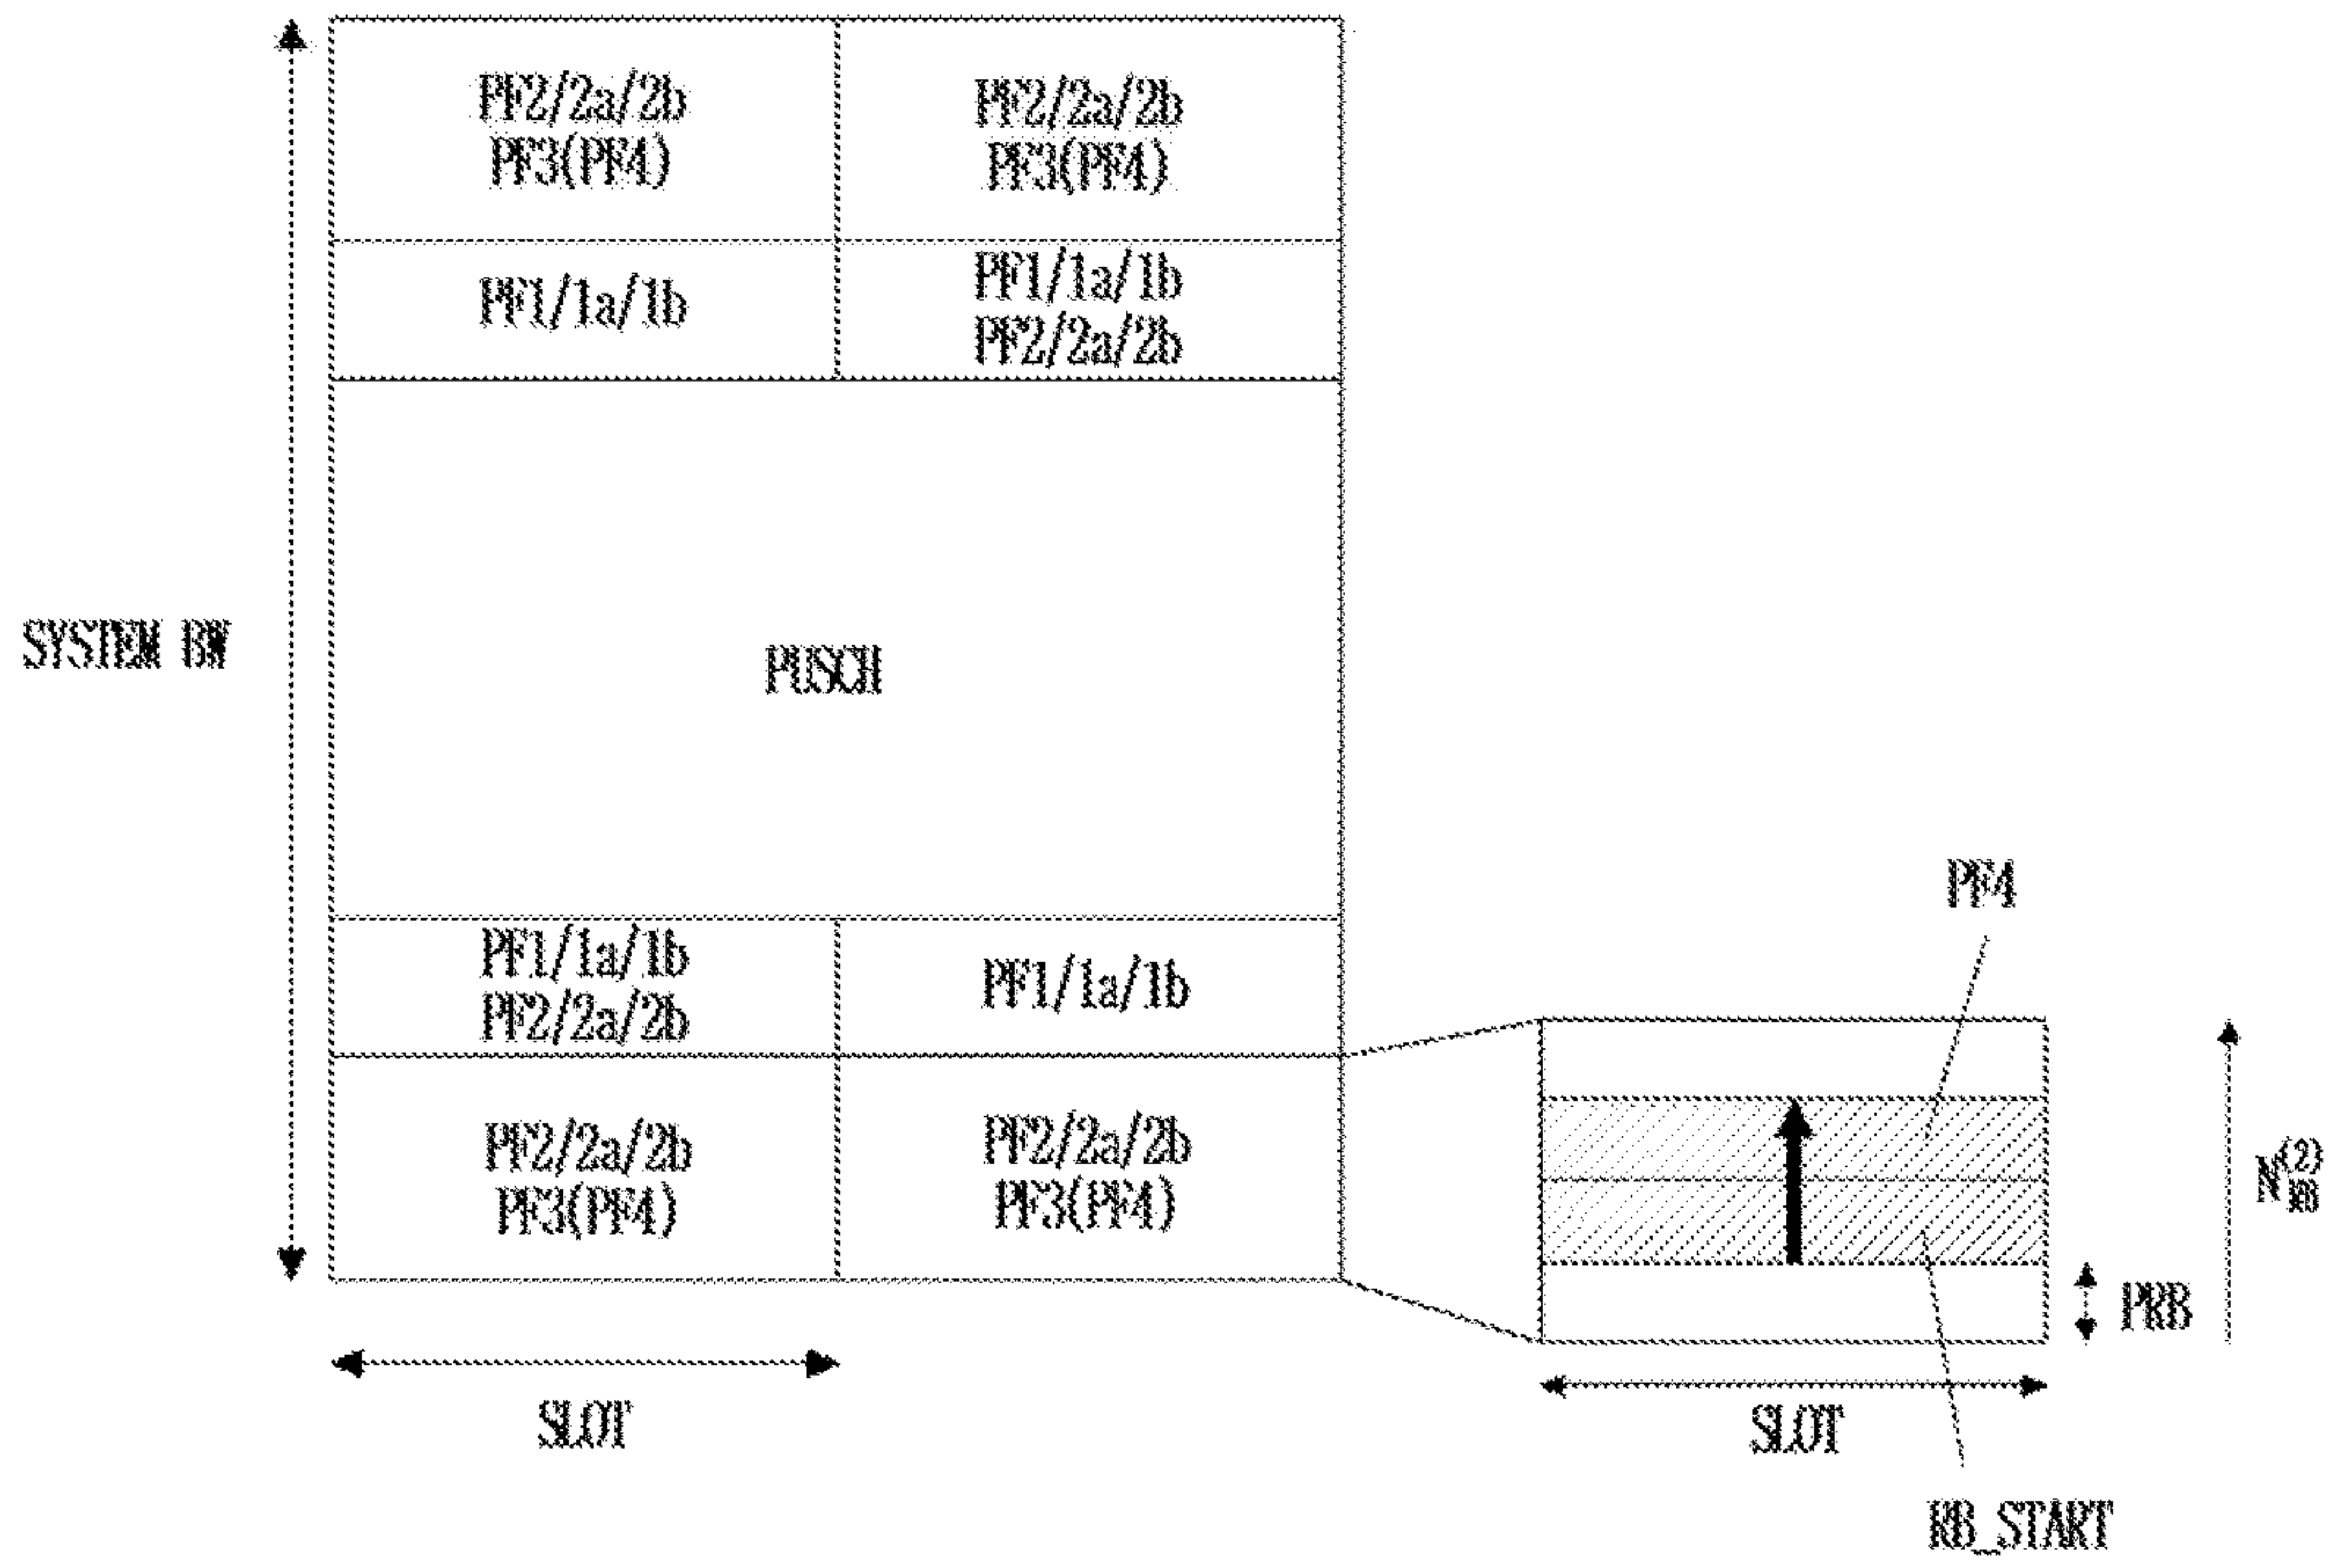 PF2/2a/2b
PF3(PF4)
PF2/2a/2b
PF3(PF4)
PF1/1a/1b
PF1/1a/1b
PF2/2a/2b
SYSTEM BW
PUSCH
PF1/1a/1b
PF2/2a/2b
PF1/1a/1b
PF2/2a/2b
PF3(PF4)
PF2/2a/2b
PF3(PF4)
SLOT
PF4
N(2)RB
PRB
SLOT
RB_START